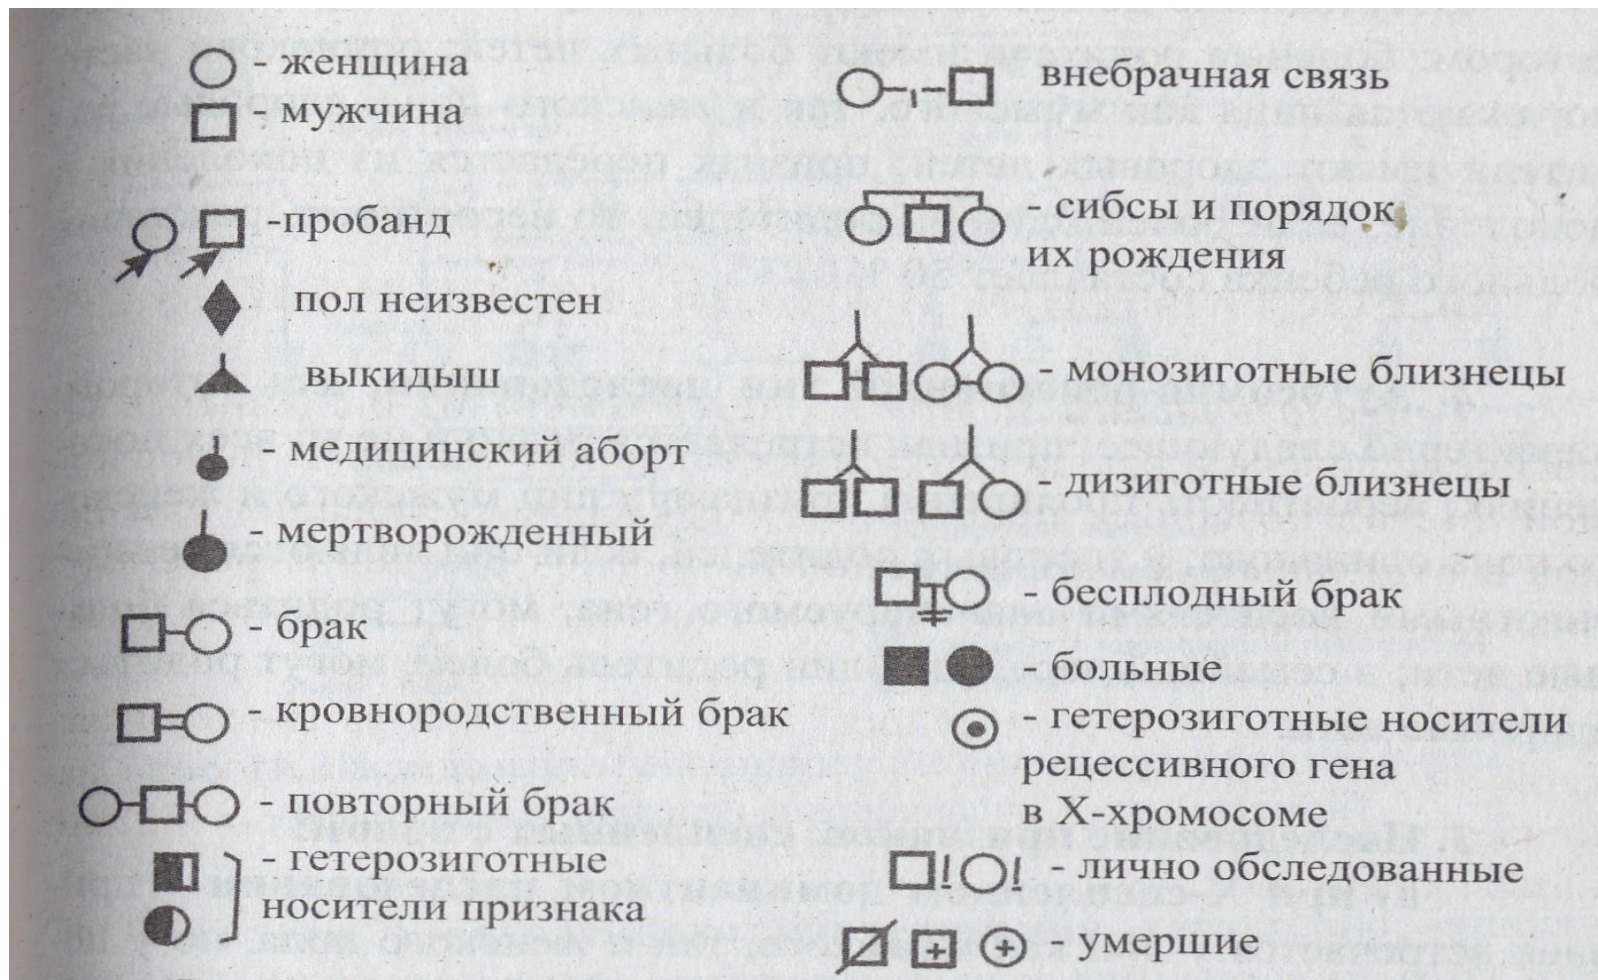 - женщина
- мужчина
-пробанд
пол неизвестен
выкидыш
- медицинский аборт
- мертворожденный
- брак
- кровнородственный брак
- повторный брак
- гетерозиготные
носители признака
внебрачная связь
- сибсы и порядок
их рождения
- монозиготные близнецы
- дизиготные близнецы
- бесплодный брак
- больные
- гетерозиготные носители
рецессивного гена
в X-хромосоме
- лично обследованные
- умершие